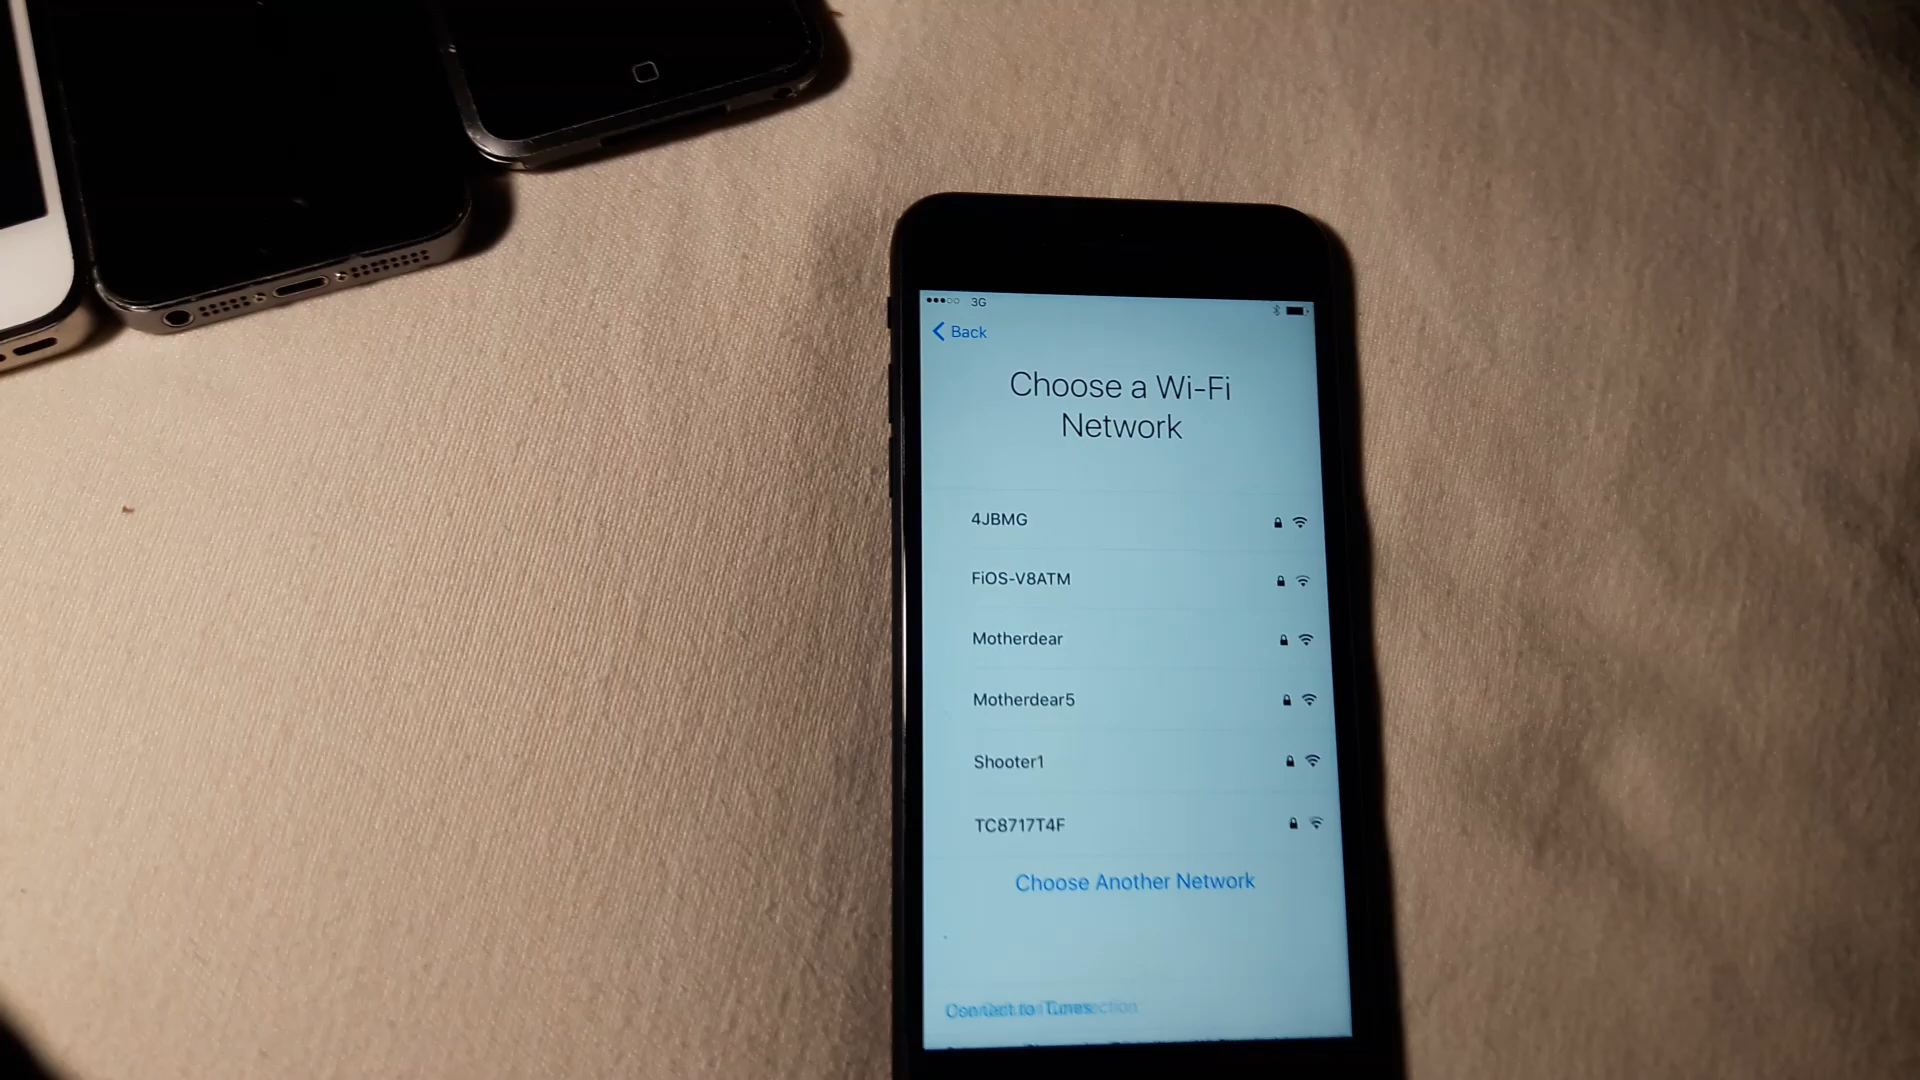 3G
Back
Choose a Wi-Fi
Network
4JBMG
FiOS-V8ATM
Motherdear
Motherdear5
Shooter1
TC8717T4F
Choose Another Network